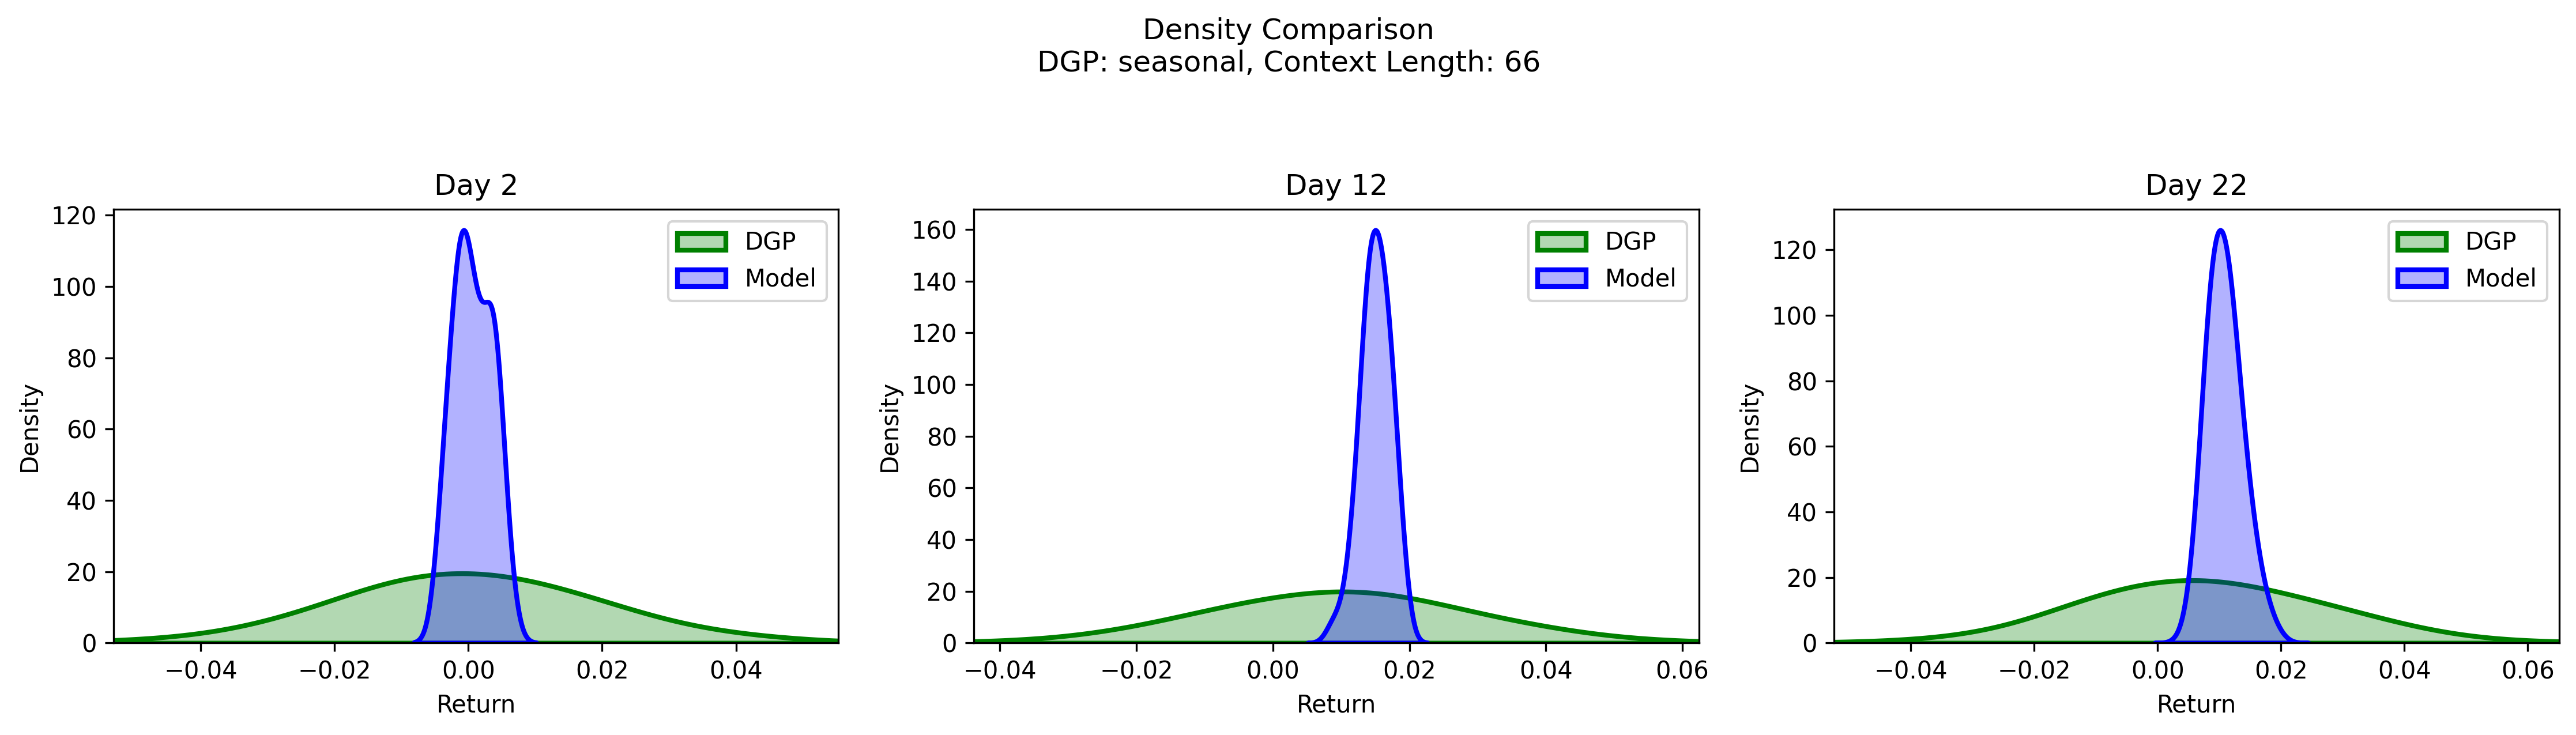 Density Comparison
DGP: seasonal, Context Length: 66
Day 2
120
100
80
60
40
20
0
Density
−0.04
−0.02
0.00
0.02
0.04
Return
DGP
Model
Day 12
160
140
120
100
80
60
40
20
0
Density
−0.04
−0.02
0.00
0.02
0.04
0.06
Return
DGP
Model
Day 22
120
100
80
60
40
20
0
Density
−0.04
−0.02
0.00
0.02
0.04
0.06
Return
DGP
Model